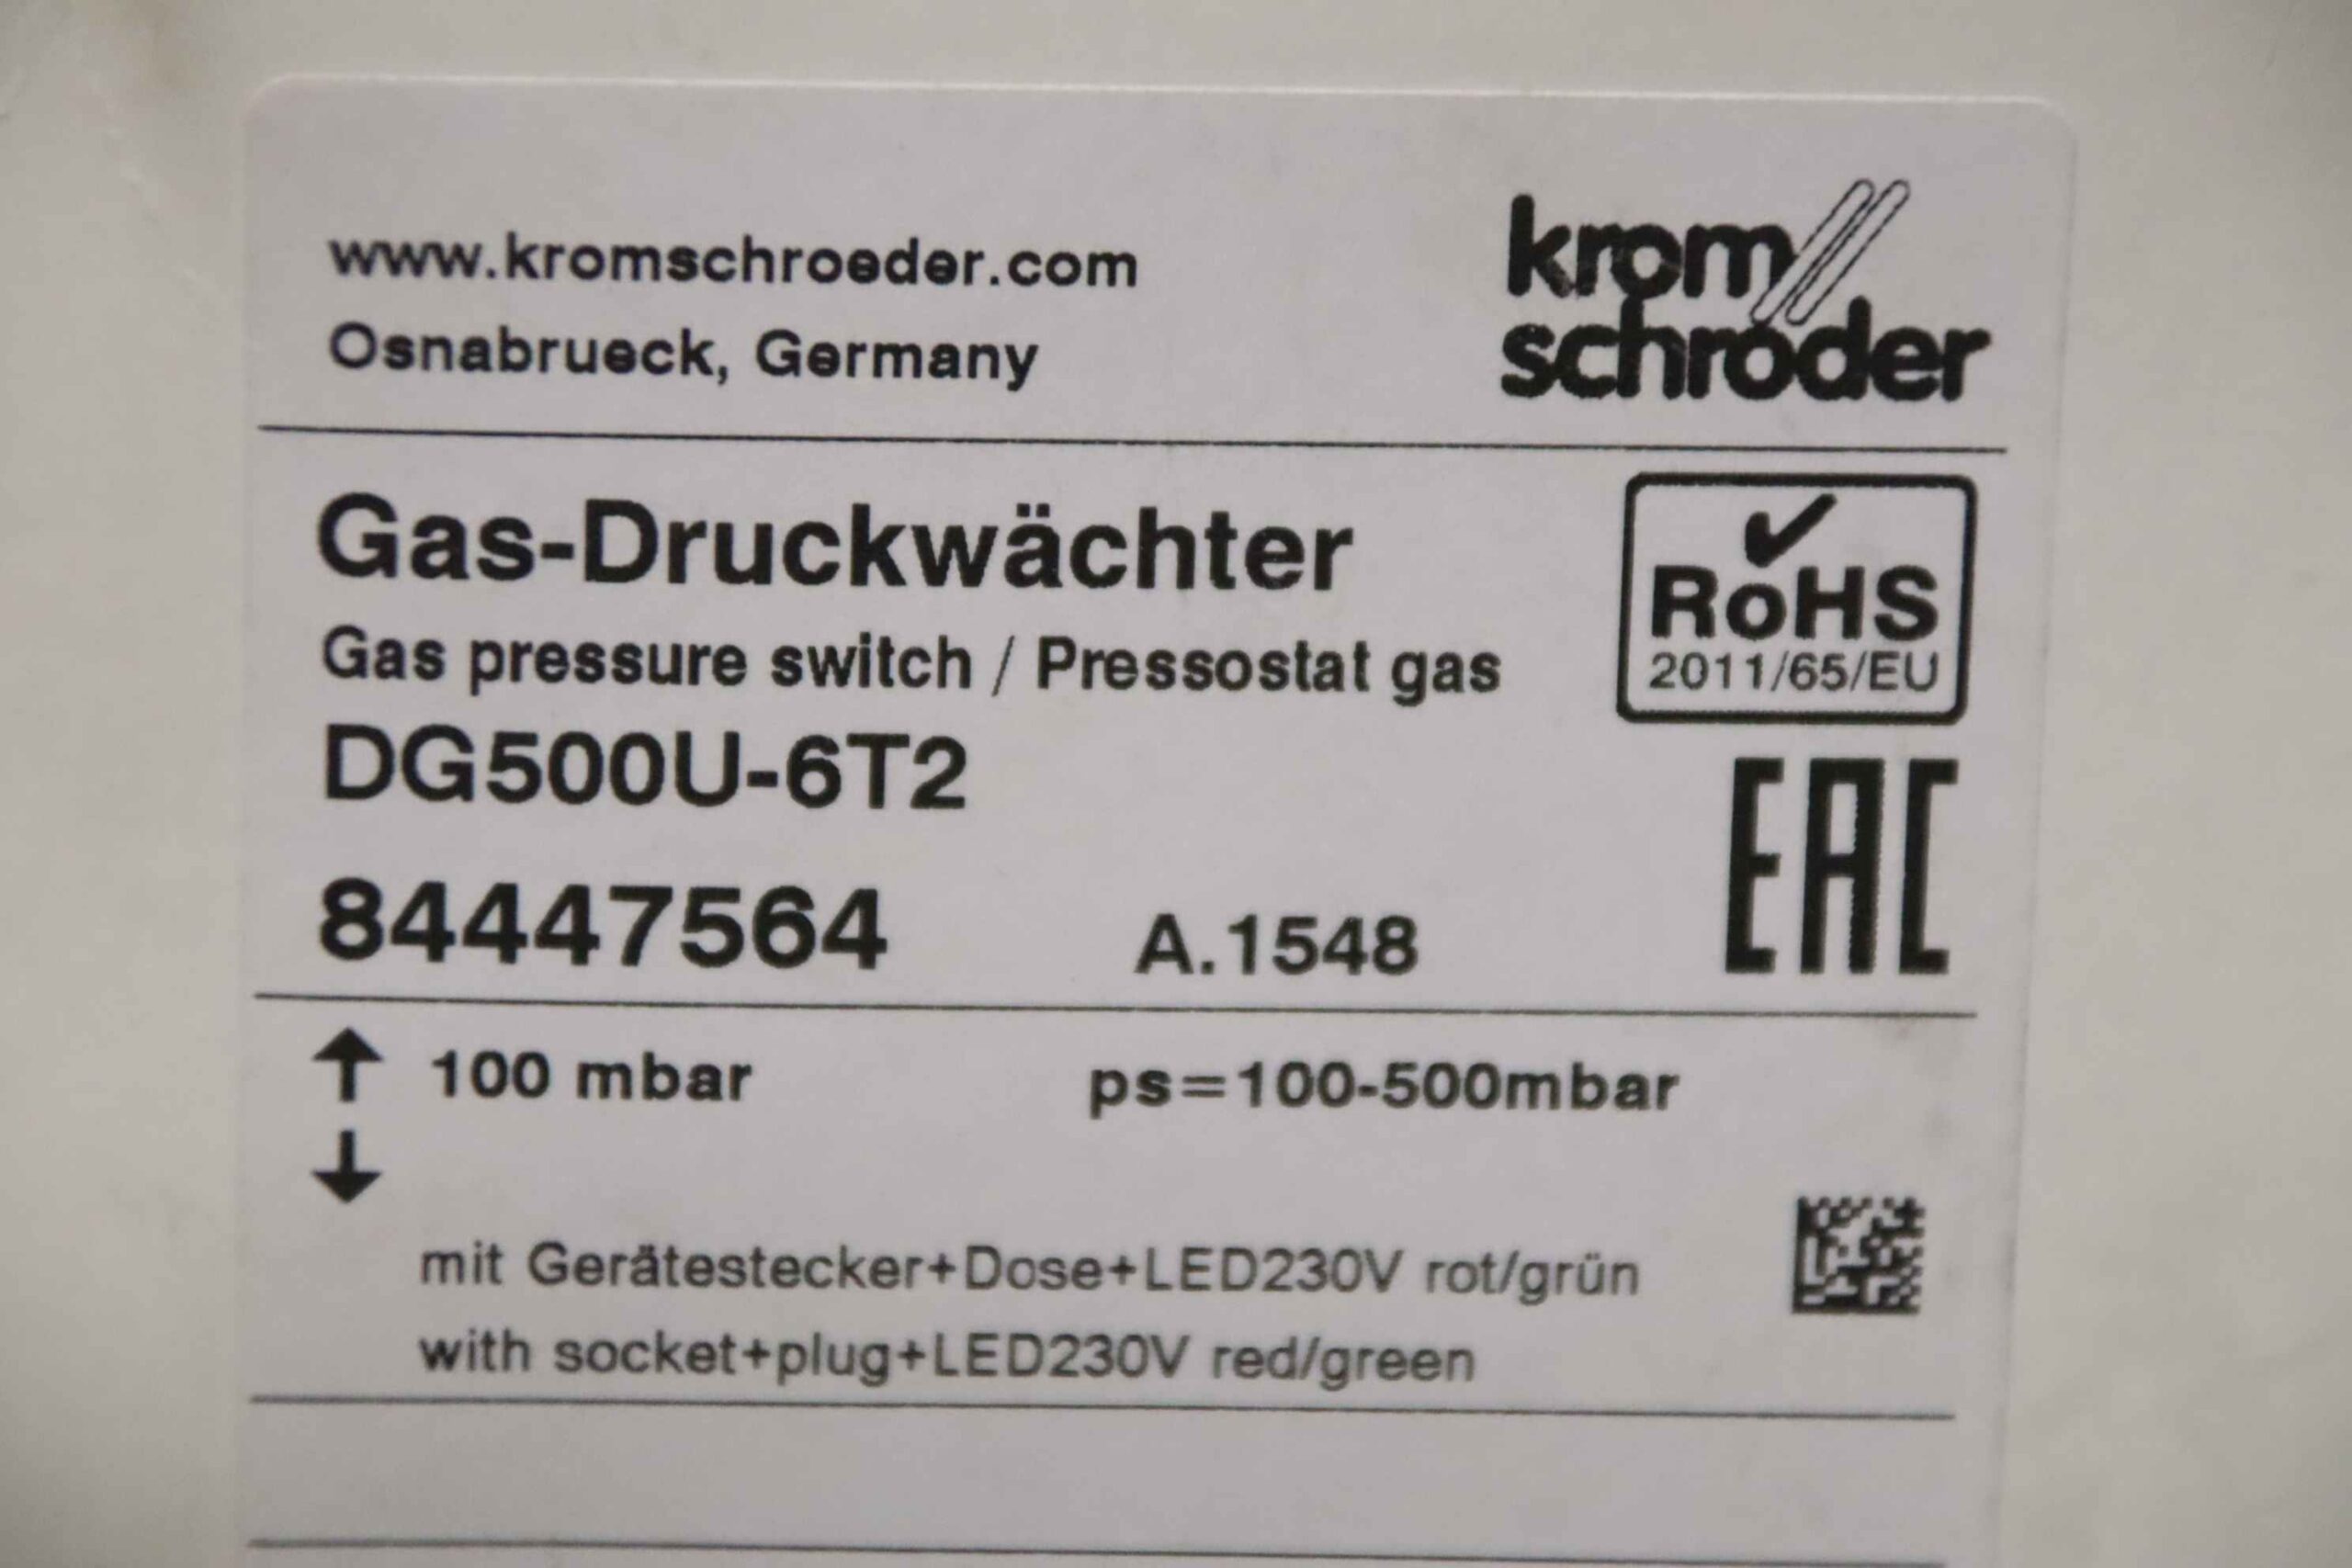 www.kromschroeder.com
Osnabrueck, Germany
krom
schröder
Gas-Druckwächter
Gas pressure switch / Pressostat gas
DG500U-6T2
84447564 A.1548
✓
RoHS
2011/65/EU
EAC
↑ 100 mbar ps=100-500mbar
↓
mit Gerätestecker+Dose+LED230V rot/grün
with socket+plug+LED230V red/green